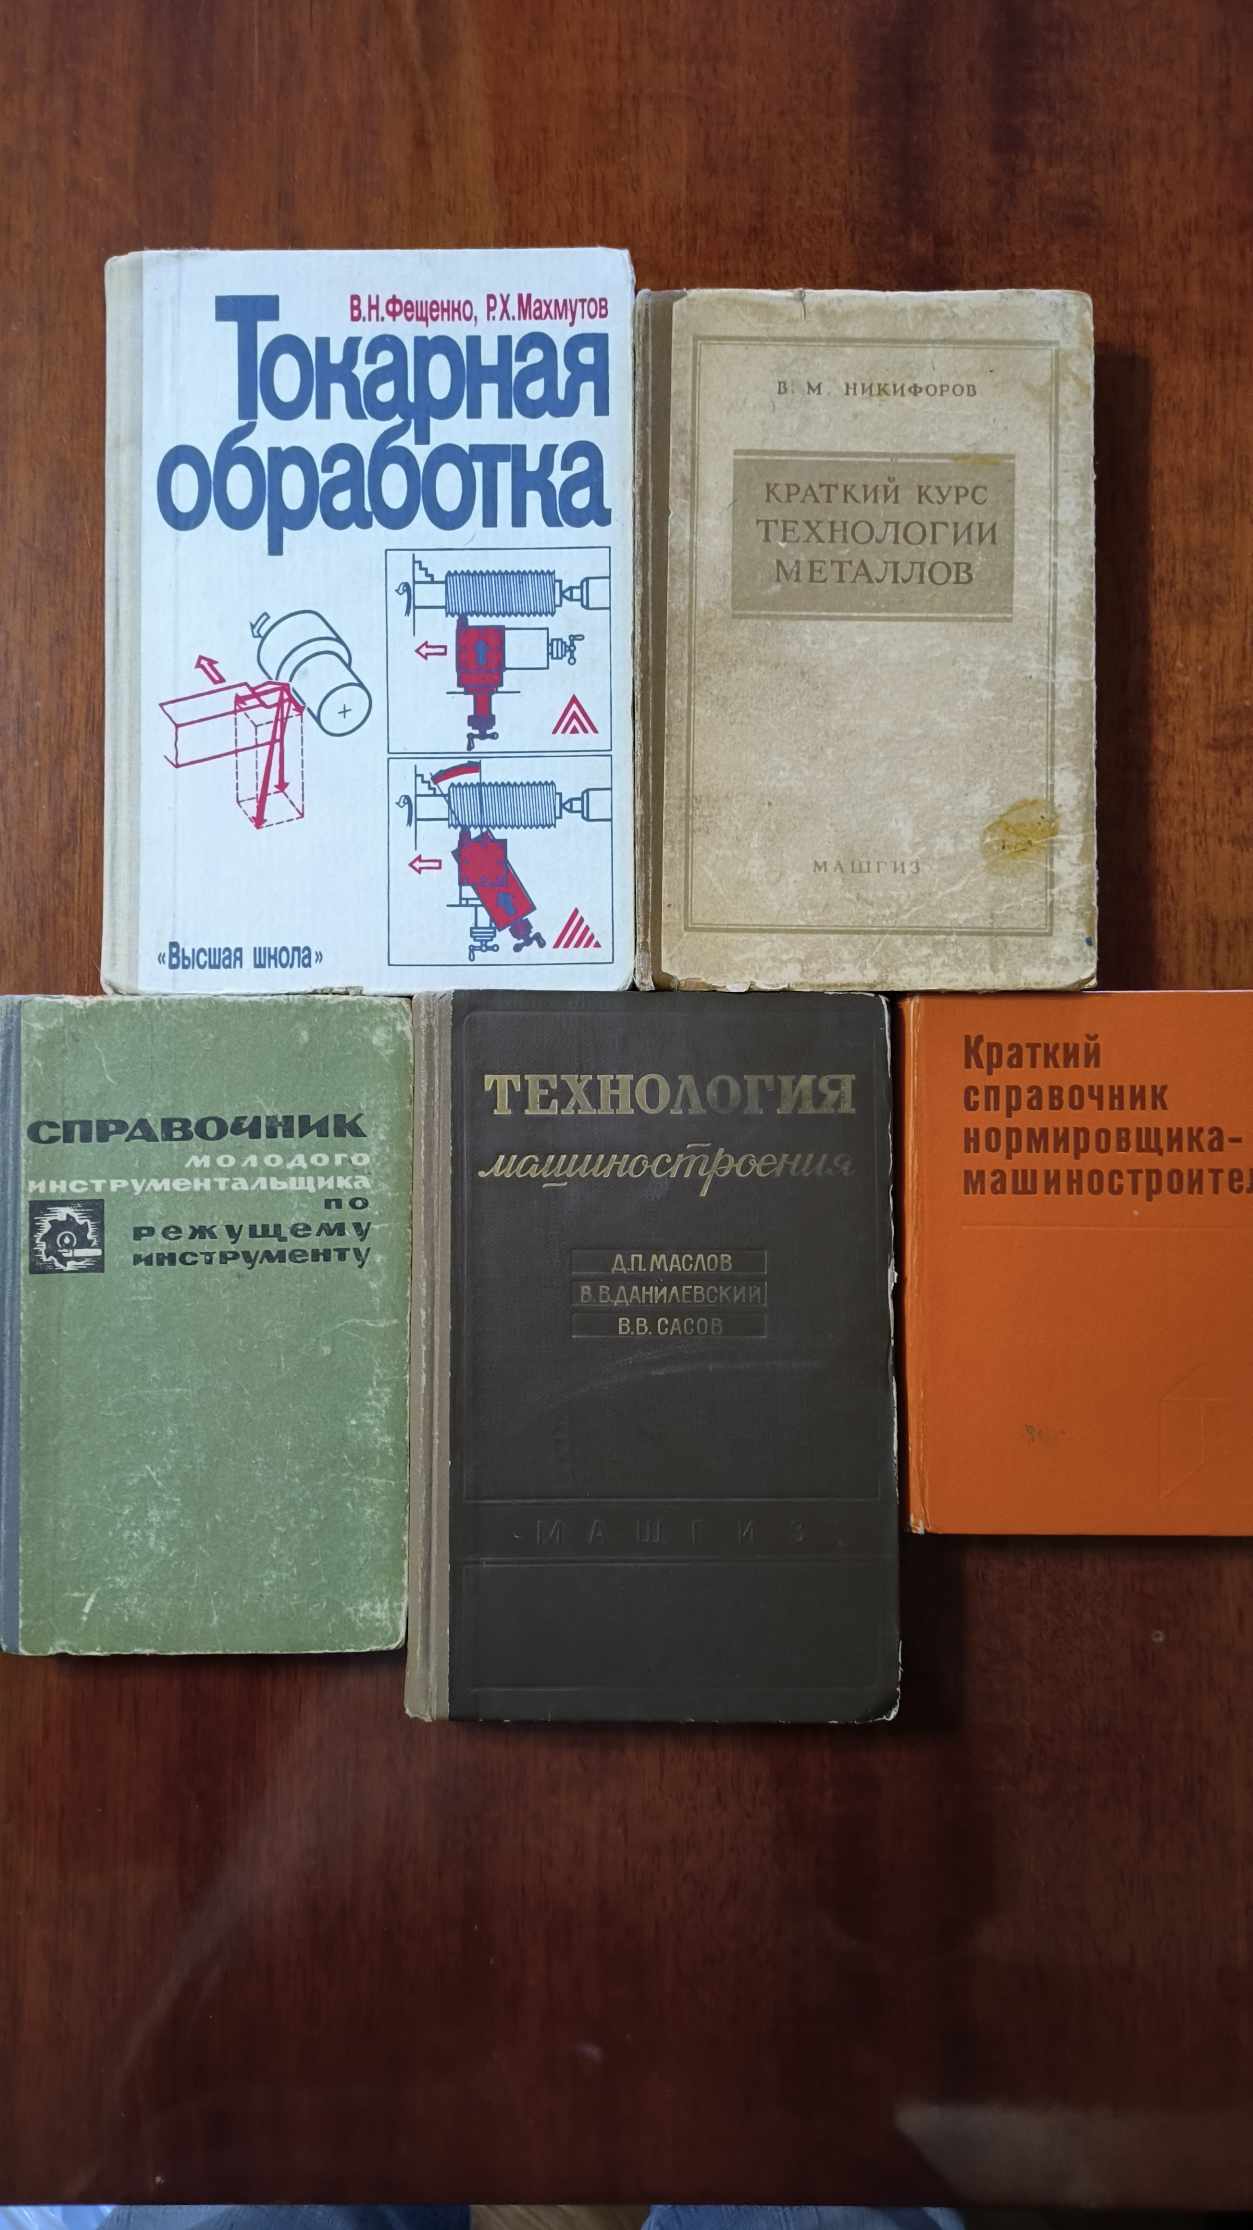 В.Н.Фещенко, Р.Х.Махмутов
Токарная
обработка
«Высшая школа»
В. М. НИКИФОРОВ
КРАТКИЙ КУРС
ТЕХНОЛОГИИ
МЕТАЛЛОВ
МАШГИЗ
СПРАВОЧНИК
молодого
инструментальщика
по
режущему
инструменту
ТЕХНОЛОГИЯ
машиностроения
Д.П. МАСЛОВ
В.В. ДАНИЛЕВСКИЙ
В.В. САСОВ
МАШГИЗ
Краткий
справочник
нормировщика-
машиностроител